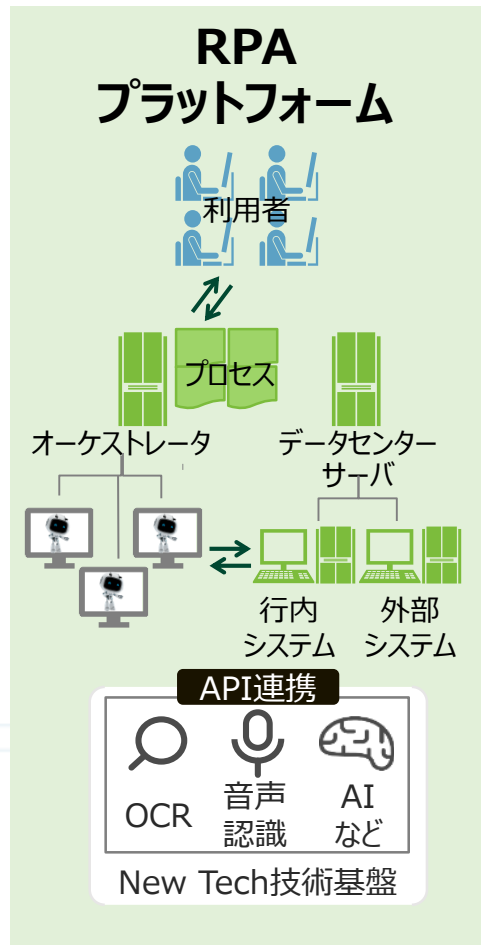 RPA
プラットフォーム
利用者
プロセス
オーケストレータ
データセンター
サーバ
行内
システム
外部
システム
API連携
OCR
音声
認識
AI
など
New Tech技術基盤